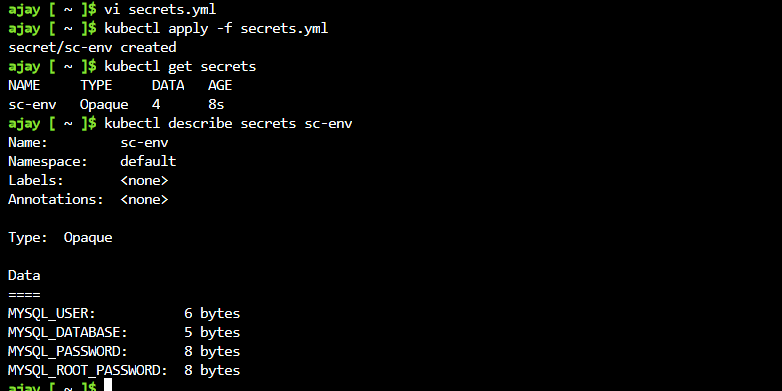 ajay [ ~ ]$ vi secrets.yml
ajay [ ~ ]$ kubectl apply -f secrets.yml
secret/sc-env created
ajay [ ~ ]$ kubectl get secrets
NAME     TYPE     DATA   AGE
sc-env   Opaque   4      8s
ajay [ ~ ]$ kubectl describe secrets sc-env
Name:         sc-env
Namespace:    default
Labels:       <none>
Annotations:  <none>

Type:  Opaque

Data
====
MYSQL_USER:           6 bytes
MYSQL_DATABASE:       5 bytes
MYSQL_PASSWORD:       8 bytes
MYSQL_ROOT_PASSWORD:  8 bytes
ajay [ ~ ]$